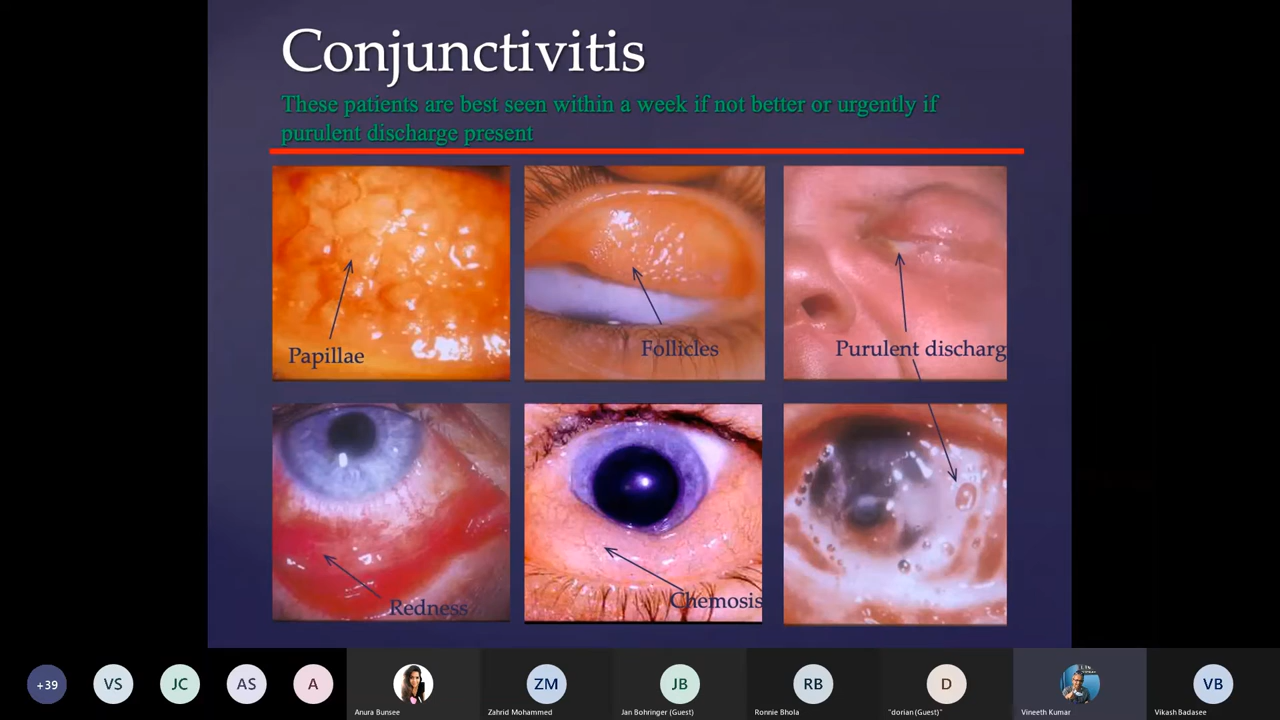 Conjunctivitis
These patients are best seen within a week if not better or urgently if
purulent discharge present
Papillae
Follicles
Purulent discharg
Redness
Chemosis
+39
VS
JC
AS
A
ZM
JB
RB
D
VB
Anura Bunsee
Zahrid Mohammed
Jan Bohringer (Guest)
Ronnie Bhola
"dorian (Guest)"
Vineeth Kumar
Vikash Badasee